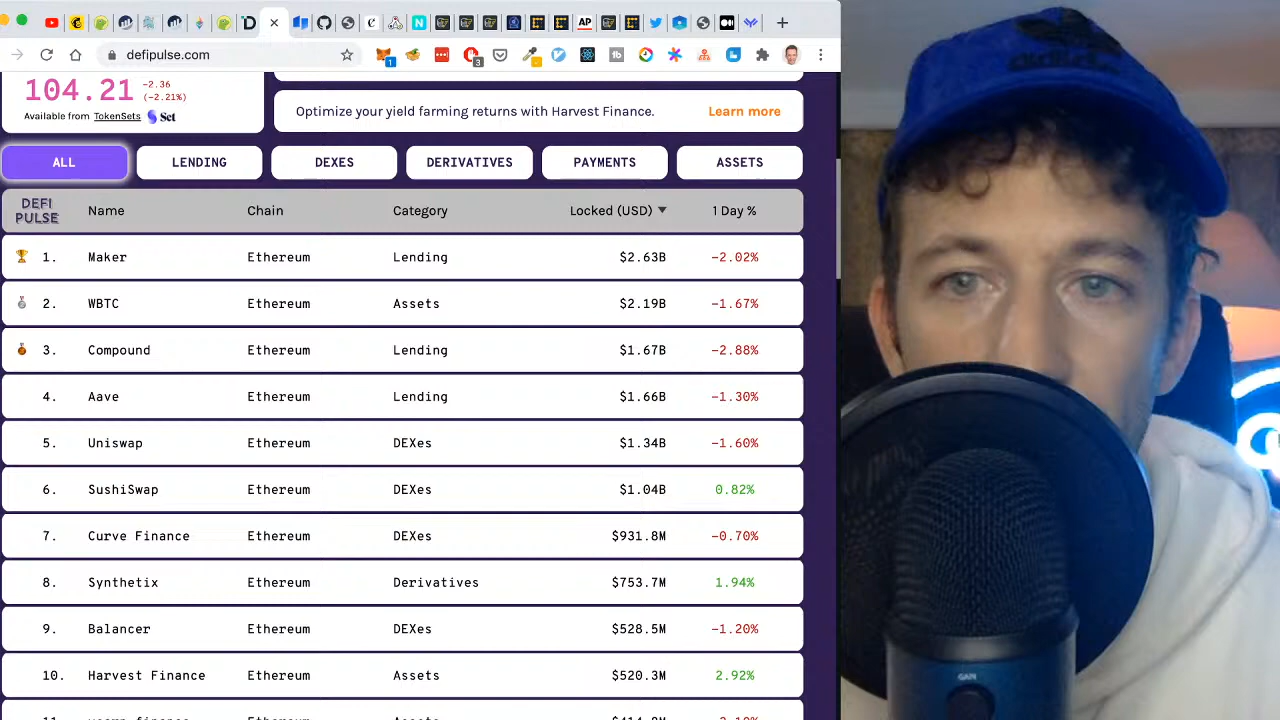 defipulse.com
1
3
104.21
-2.36
(-2.21%)
Available from TokenSets Set
Optimize your yield farming returns with Harvest Finance. Learn more
ALL LENDING DEXES DERIVATIVES PAYMENTS ASSETS
DEFI PULSE Name Chain Category Locked (USD) 1 Day %
1. Maker Ethereum Lending $2.63B -2.02%
2. WBTC Ethereum Assets $2.19B -1.67%
3. Compound Ethereum Lending $1.67B -2.88%
4. Aave Ethereum Lending $1.66B -1.30%
5. Uniswap Ethereum DEXes $1.34B -1.60%
6. SushiSwap Ethereum DEXes $1.04B 0.82%
7. Curve Finance Ethereum DEXes $931.8M -0.70%
8. Synthetix Ethereum Derivatives $753.7M 1.94%
9. Balancer Ethereum DEXes $528.5M -1.20%
10. Harvest Finance Ethereum Assets $520.3M 2.92%